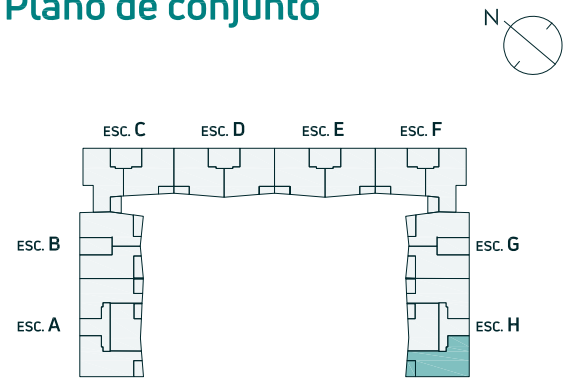 Plano de conjunto
N
ESC. C ESC. D ESC. E ESC. F
ESC. B ESC. G
ESC. A ESC. H